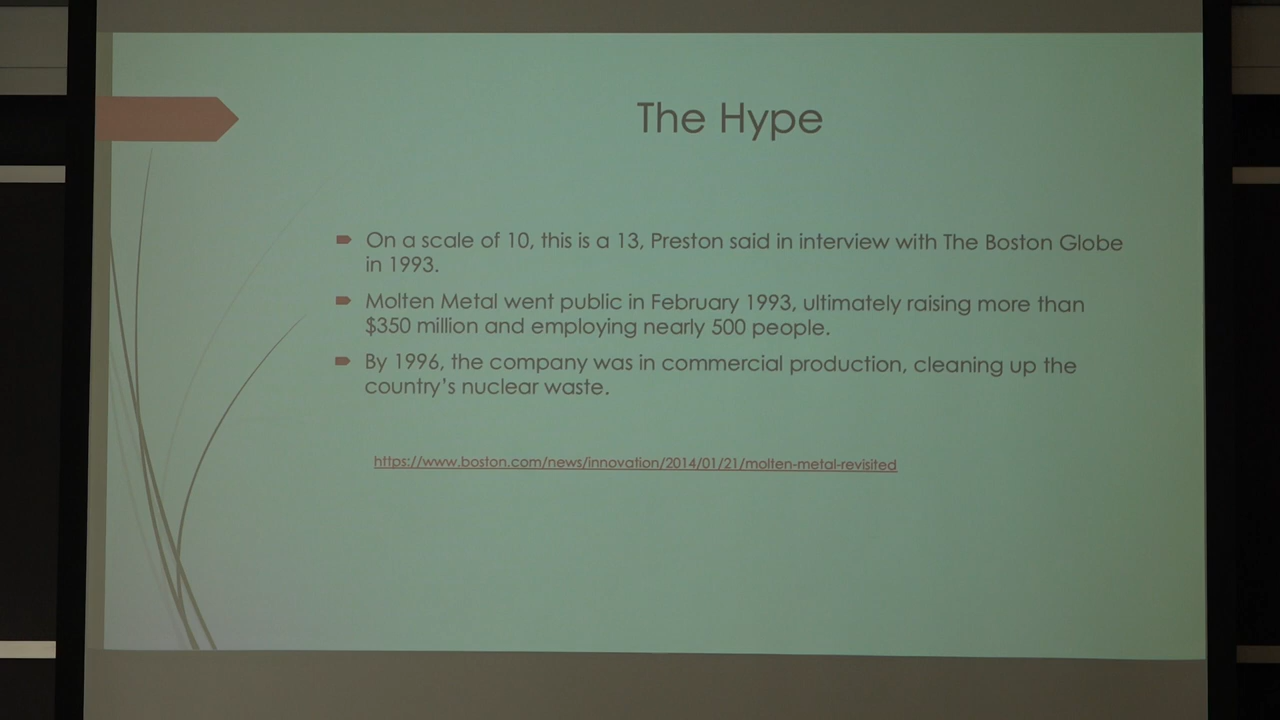 The Hype
On a scale of 10, this is a 13, Preston said in interview with The Boston Globe
in 1993.
Molten Metal went public in February 1993, ultimately raising more than
$350 million and employing nearly 500 people.
By 1996, the company was in commercial production, cleaning up the
country's nuclear waste.
https://www.boston.com/news/innovation/2014/01/21/molten-metal-revisited